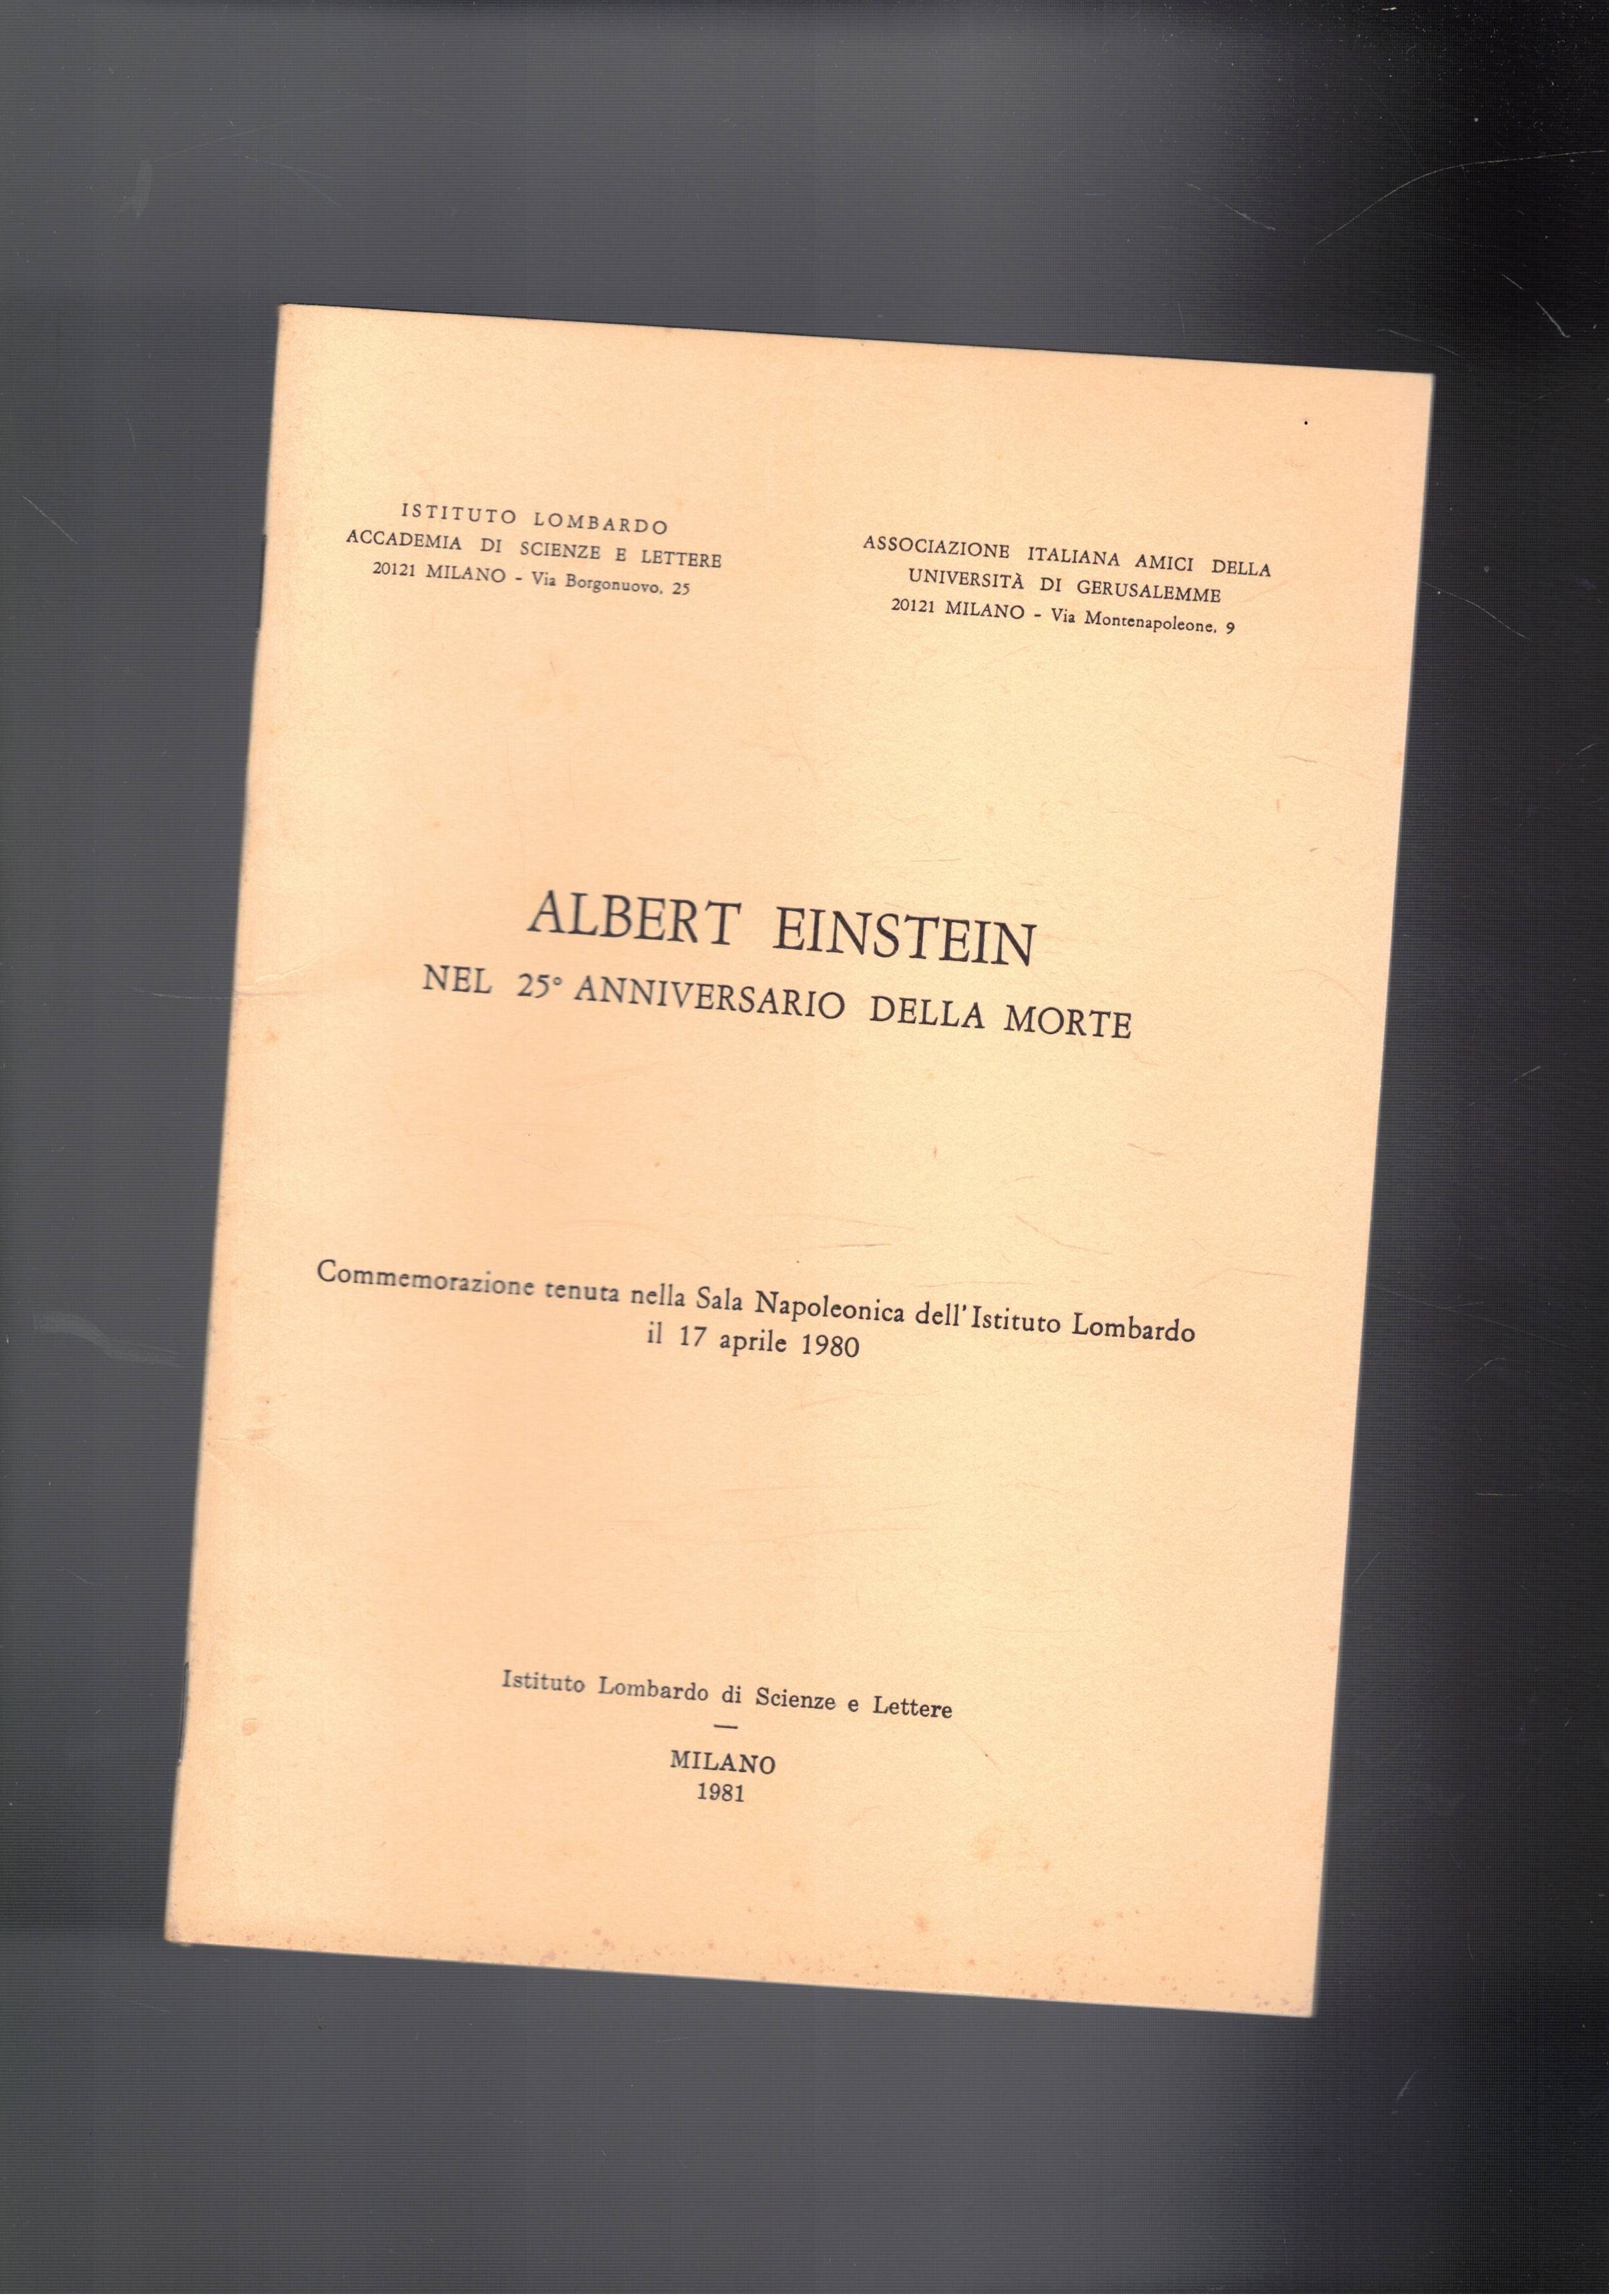 ISTITUTO LOMBARDO
ACCADEMIA DI SCIENZE E LETTERE
20121 MILANO - Via Borgonuovo, 25
ASSOCIAZIONE ITALIANA AMICI DELLA
UNIVERSITÀ DI GERUSALEMME
20121 MILANO - Via Montenapoleone, 9
ALBERT EINSTEIN
NEL 25° ANNIVERSARIO DELLA MORTE
Commemorazione tenuta nella Sala Napoleonica dell'Istituto Lombardo
il 17 aprile 1980
Istituto Lombardo di Scienze e Lettere
—
MILANO
1981